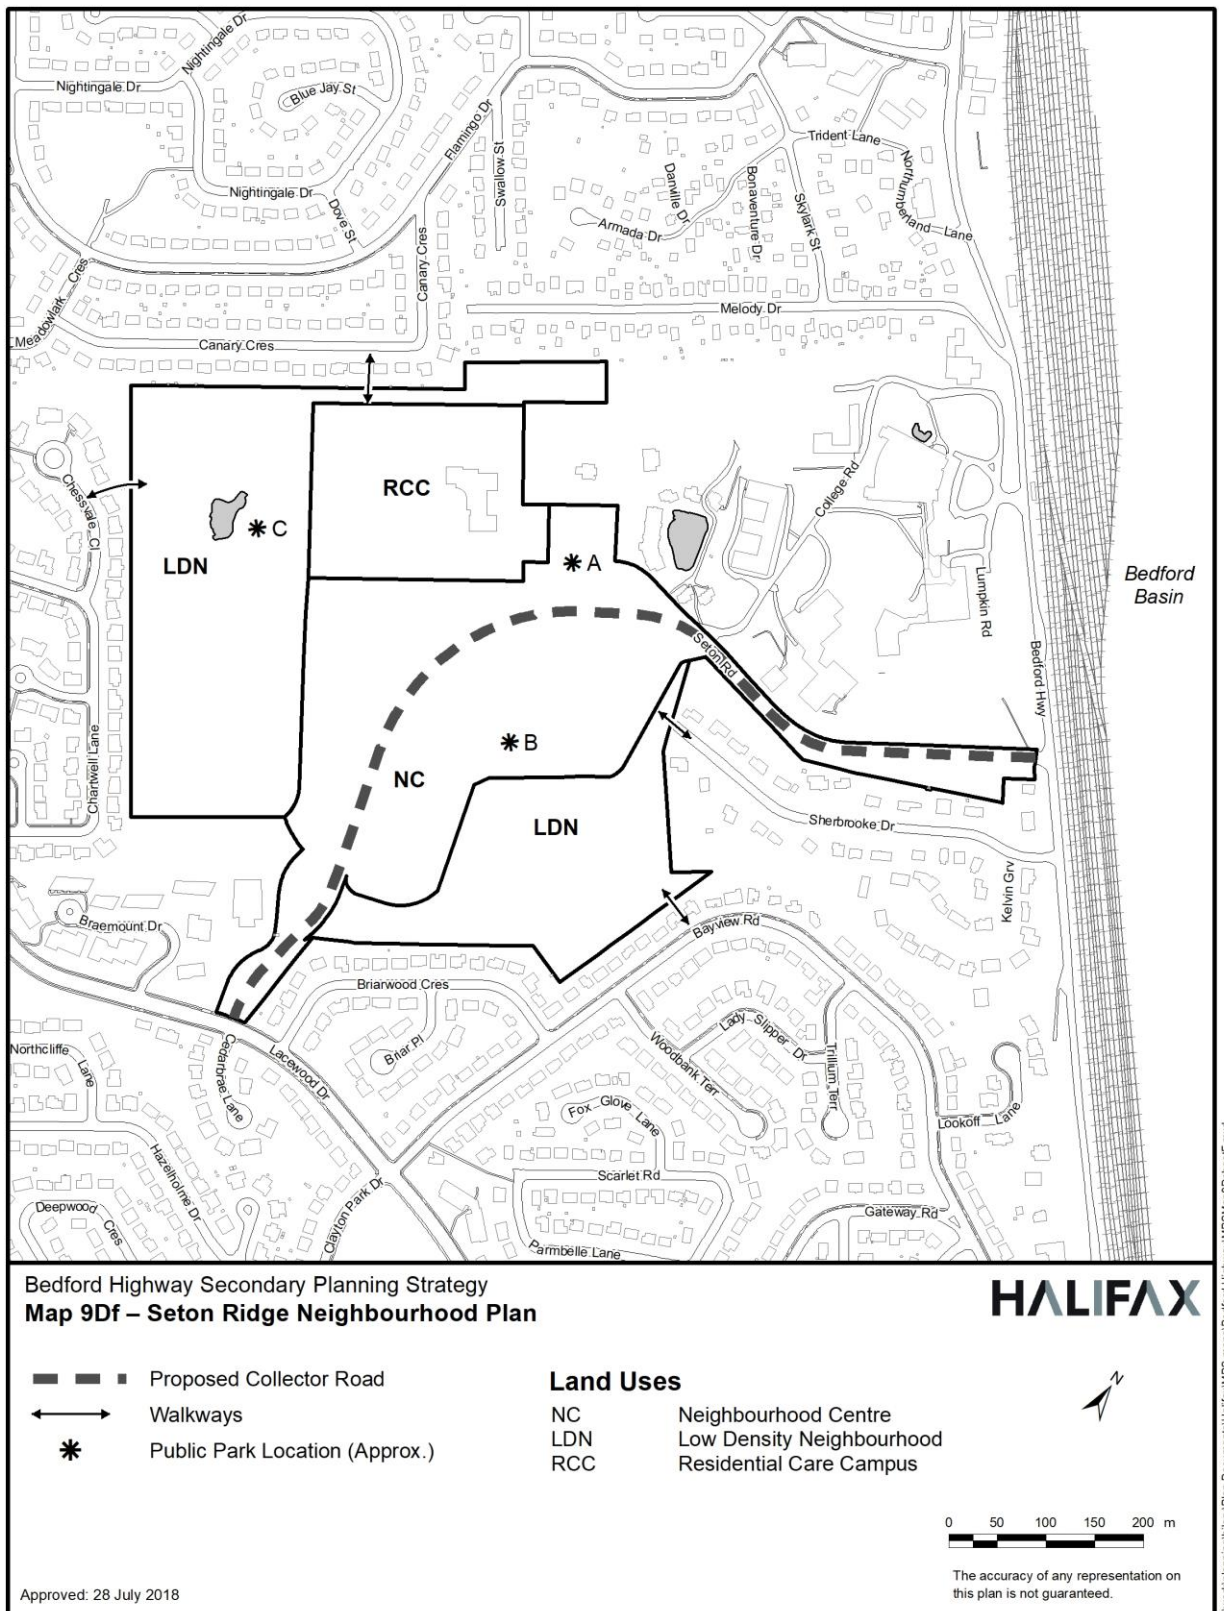 Nightingale Dr
Nightingale Dr
Blue Jay St
Flamingo Dr
Swallow St
Trident Lane
Danville Dr
Bonaventure Dr
Northumberland Lane
Nightingale Dr
Dove St
Skylark St
Armada Dr
Canary Cres
Meadowlark Cres
Melody Dr
Canary Cres
RCC
College Rd
Chessvale Cl
C
LDN
A
Lumpkin Rd
Bedford
Basin
Seton Rd
Bedford Hwy
B
NC
Chartwell Lane
LDN
Sherbrooke Dr
Kelvin Grv
Braemount Dr
Bayview Rd
Briarwood Cres
Lady Slipper Dr
Woodbank Terr
Briar Pl
Trillium Terr
Northcliffe
Lane
Cedarbrae Lane
Lacewood Dr
Fox Glove Lane
Lookoff Lane
Hazelholme Dr
Scarlet Rd
Deepwood
Cres
Clayton Park Dr
Gateway Rd
Parmbelle Lane
Bedford Highway Secondary Planning Strategy
Map 9Df – Seton Ridge Neighbourhood Plan
HALIFAX
Proposed Collector Road
Walkways
Public Park Location (Approx.)
Land Uses
NC Neighbourhood Centre
LDN Low Density Neighbourhood
RCC Residential Care Campus
N
0 50 100 150 200 m
The accuracy of any representation on
this plan is not guaranteed.
Approved: 28 July 2018